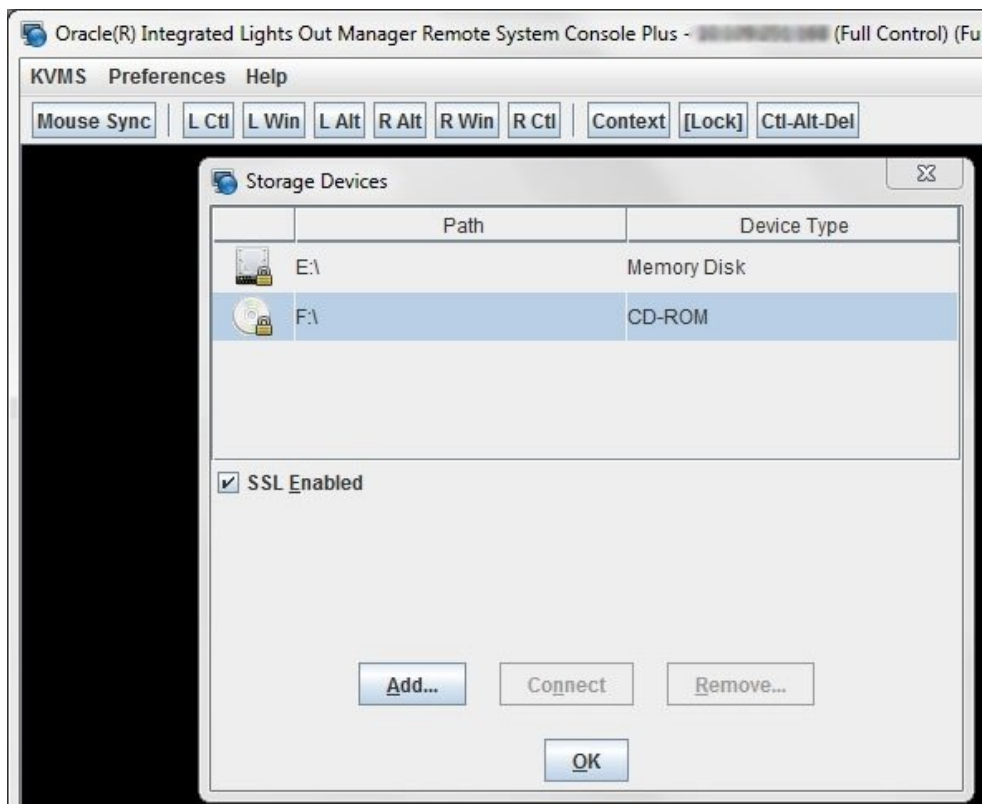 Oracle(R) Integrated Lights Out Manager Remote System Console Plus - (Full Control) (Fu
KVMS Preferences Help
Mouse Sync L Ctl L Win L Alt R Alt R Win R Ctl Context [Lock] Ctl-Alt-Del
Storage Devices
Path Device Type
E:\ Memory Disk
F:\ CD-ROM
SSL Enabled
Add... Connect Remove...
OK